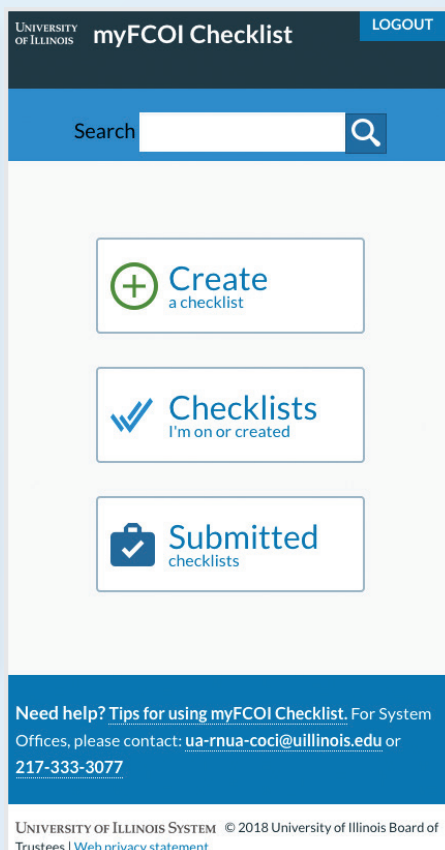 UNIVERSITY
OF ILLINOIS
myFCOI Checklist
LOGOUT
Search
Create
a checklist
Checklists
I'm on or created
Submitted
checklists
Need help? Tips for using myFCOI Checklist. For System
Offices, please contact: ua-rnua-coci@uillinois.edu or
217-333-3077
UNIVERSITY OF ILLINOIS SYSTEM © 2018 University of Illinois Board of
Trustees | Web privacy statement